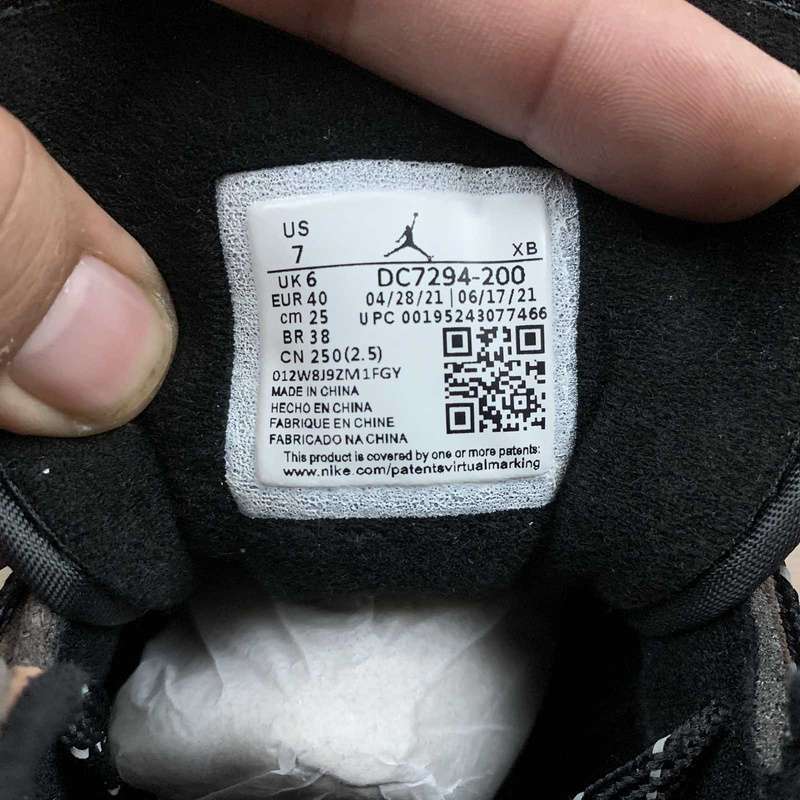 US
7 XB
UK 6 DC7294-200
EUR 40 04/28/21 | 06/17/21
cm 25 UPC 00195243077466
BR 38
CN 250(2.5)
012W8J9ZM1FGY
MADE IN CHINA
HECHO EN CHINA
FABRIQUE EN CHINE
FABRICADO NA CHINA
This product is covered by one or more patents:
www.nike.com/patentsvirtualmarking